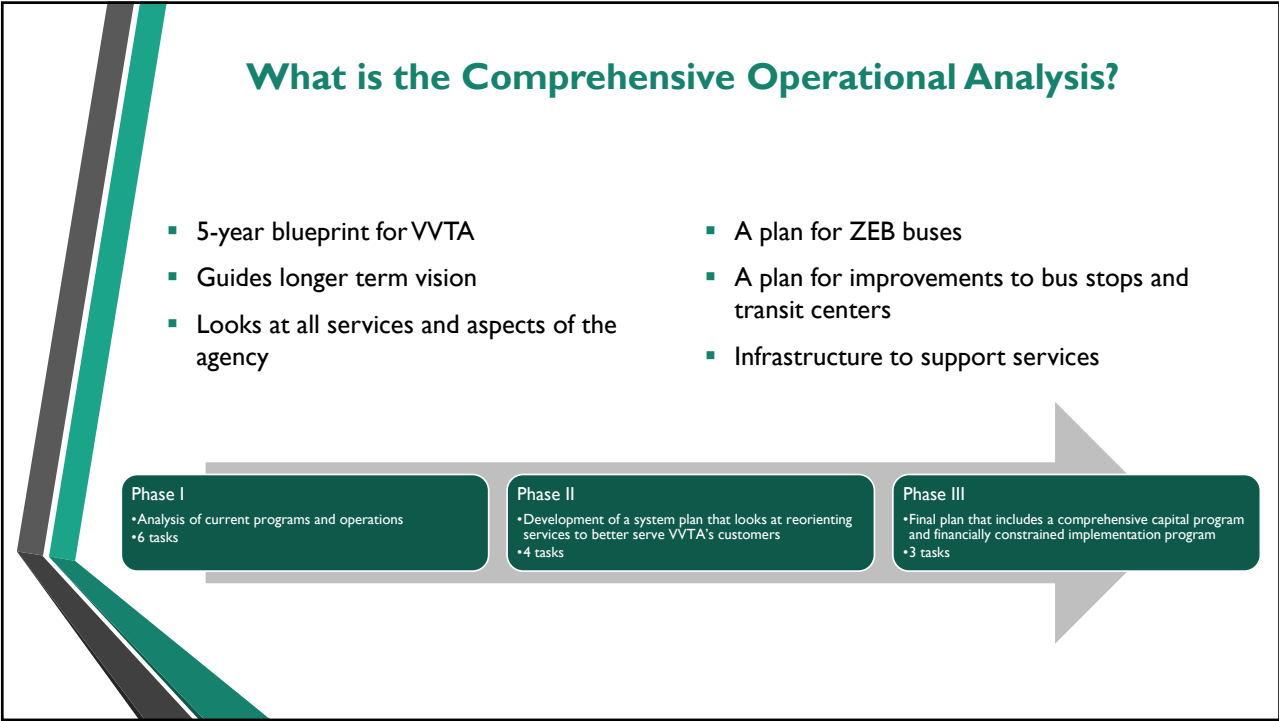 What is the Comprehensive Operational Analysis?
▪ 5-year blueprint for VVTA
▪ Guides longer term vision
▪ Looks at all services and aspects of the
agency
▪ A plan for ZEB buses
▪ A plan for improvements to bus stops and
transit centers
▪ Infrastructure to support services
Phase I
•Analysis of current programs and operations
•6 tasks
Phase II
•Development of a system plan that looks at reorienting
services to better serve VVTA's customers
•4 tasks
Phase III
•Final plan that includes a comprehensive capital program
and financially constrained implementation program
•3 tasks